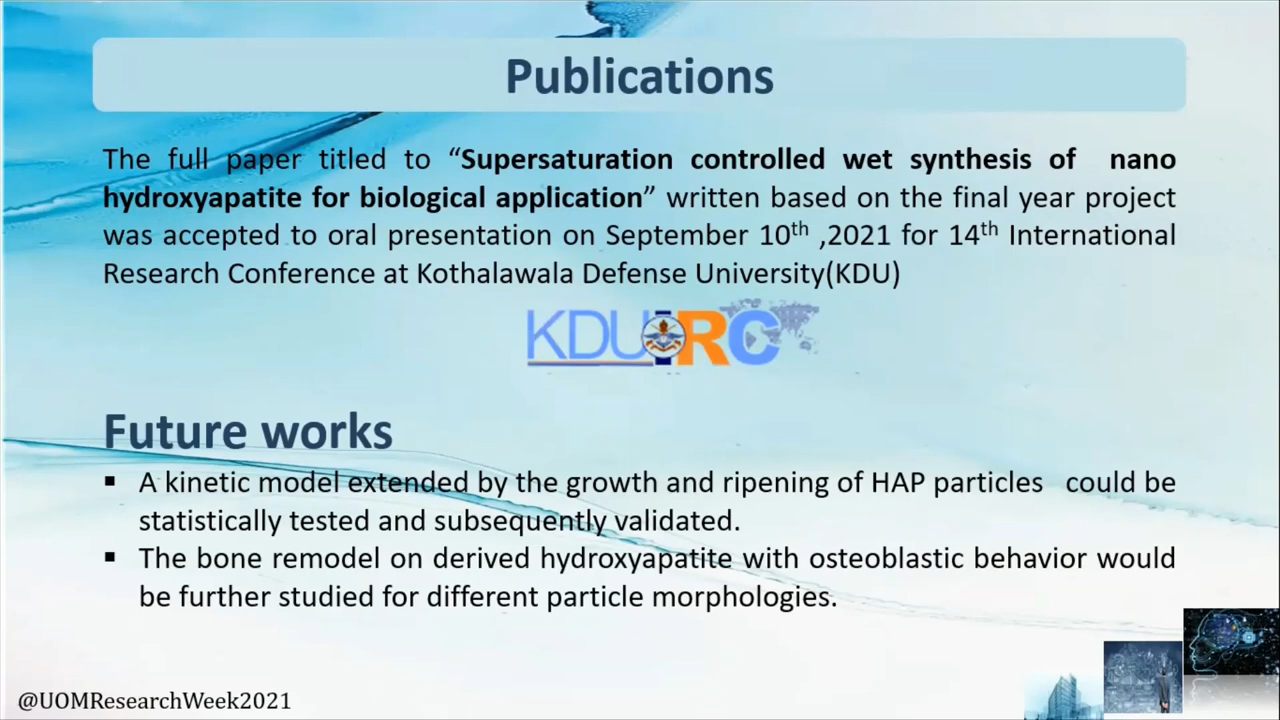 Publications
The full paper titled to “Supersaturation controlled wet synthesis of nano
hydroxyapatite for biological application” written based on the final year project
was accepted to oral presentation on September 10th ,2021 for 14th International
Research Conference at Kothalawala Defense University(KDU)
KDU IRC
Future works
▪ A kinetic model extended by the growth and ripening of HAP particles could be
statistically tested and subsequently validated.
▪ The bone remodel on derived hydroxyapatite with osteoblastic behavior would
be further studied for different particle morphologies.
@UOMResearchWeek2021